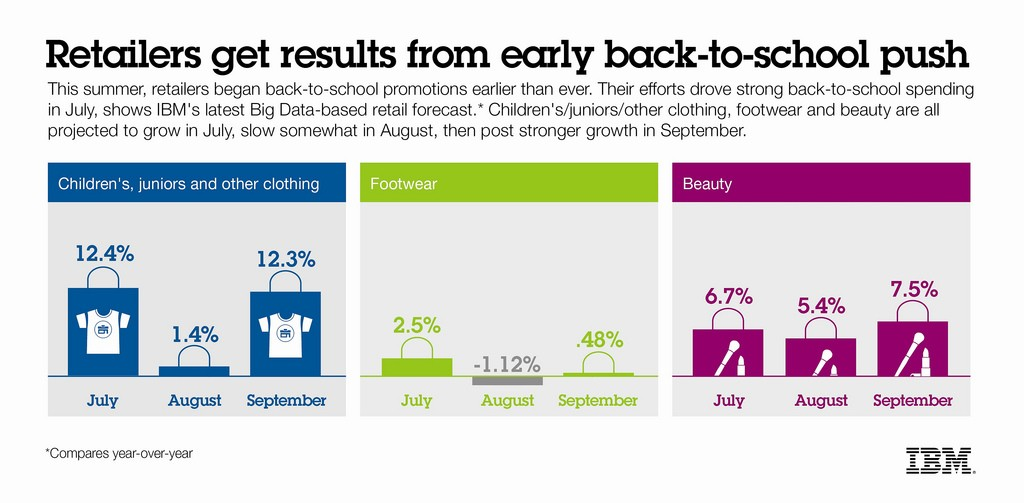 Retailers get results from early back-to-school push
This summer, retailers began back-to-school promotions earlier than ever. Their efforts drove strong back-to-school spending
in July, shows IBM's latest Big Data-based retail forecast.* Children's/juniors/other clothing, footwear and beauty are all
projected to grow in July, slow somewhat in August, then post stronger growth in September.
Children's, juniors and other clothing
12.4%
1.4%
12.3%
July August September
Footwear
2.5%
-1.12%
.48%
July August September
Beauty
6.7%
5.4%
7.5%
July August September
*Compares year-over-year
IBM